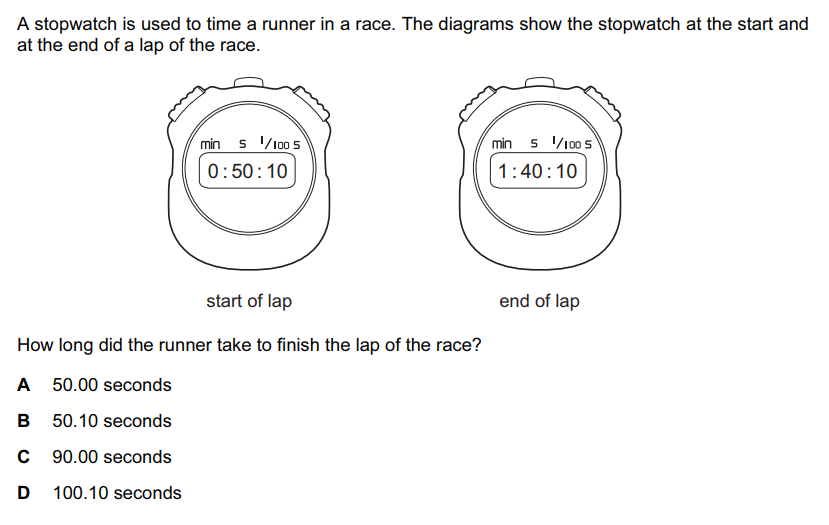 A stopwatch is used to time a runner in a race. The diagrams show the stopwatch at the start and
at the end of a lap of the race.
min s 1/100 s
0:50:10
min s 1/100 s
1:40:10
start of lap
end of lap
How long did the runner take to finish the lap of the race?
A 50.00 seconds
B 50.10 seconds
C 90.00 seconds
D 100.10 seconds